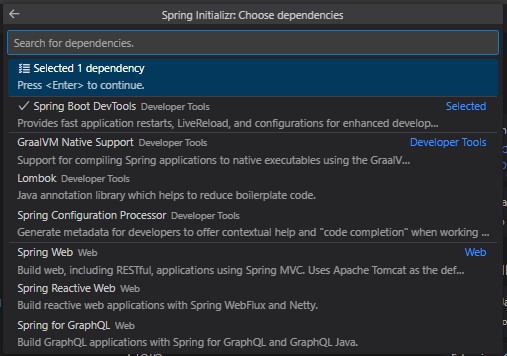 Spring Initializr: Choose dependencies
Search for dependencies.
Selected 1 dependency
Press <Enter> to continue.
Spring Boot DevTools Developer Tools Selected
Provides fast application restarts, LiveReload, and configurations for enhanced develop...
GraalVM Native Support Developer Tools Developer Tools
Support for compiling Spring applications to native executables using the GraalV...
Lombok Developer Tools
Java annotation library which helps to reduce boilerplate code.
Spring Configuration Processor Developer Tools
Generate metadata for developers to offer contextual help and "code completion" when working ...
Spring Web Web Web
Build web, including RESTful, applications using Spring MVC. Uses Apache Tomcat as the def...
Spring Reactive Web Web
Build reactive web applications with Spring WebFlux and Netty.
Spring for GraphQL Web
Build GraphQL applications with Spring for GraphQL and GraphQL Java.